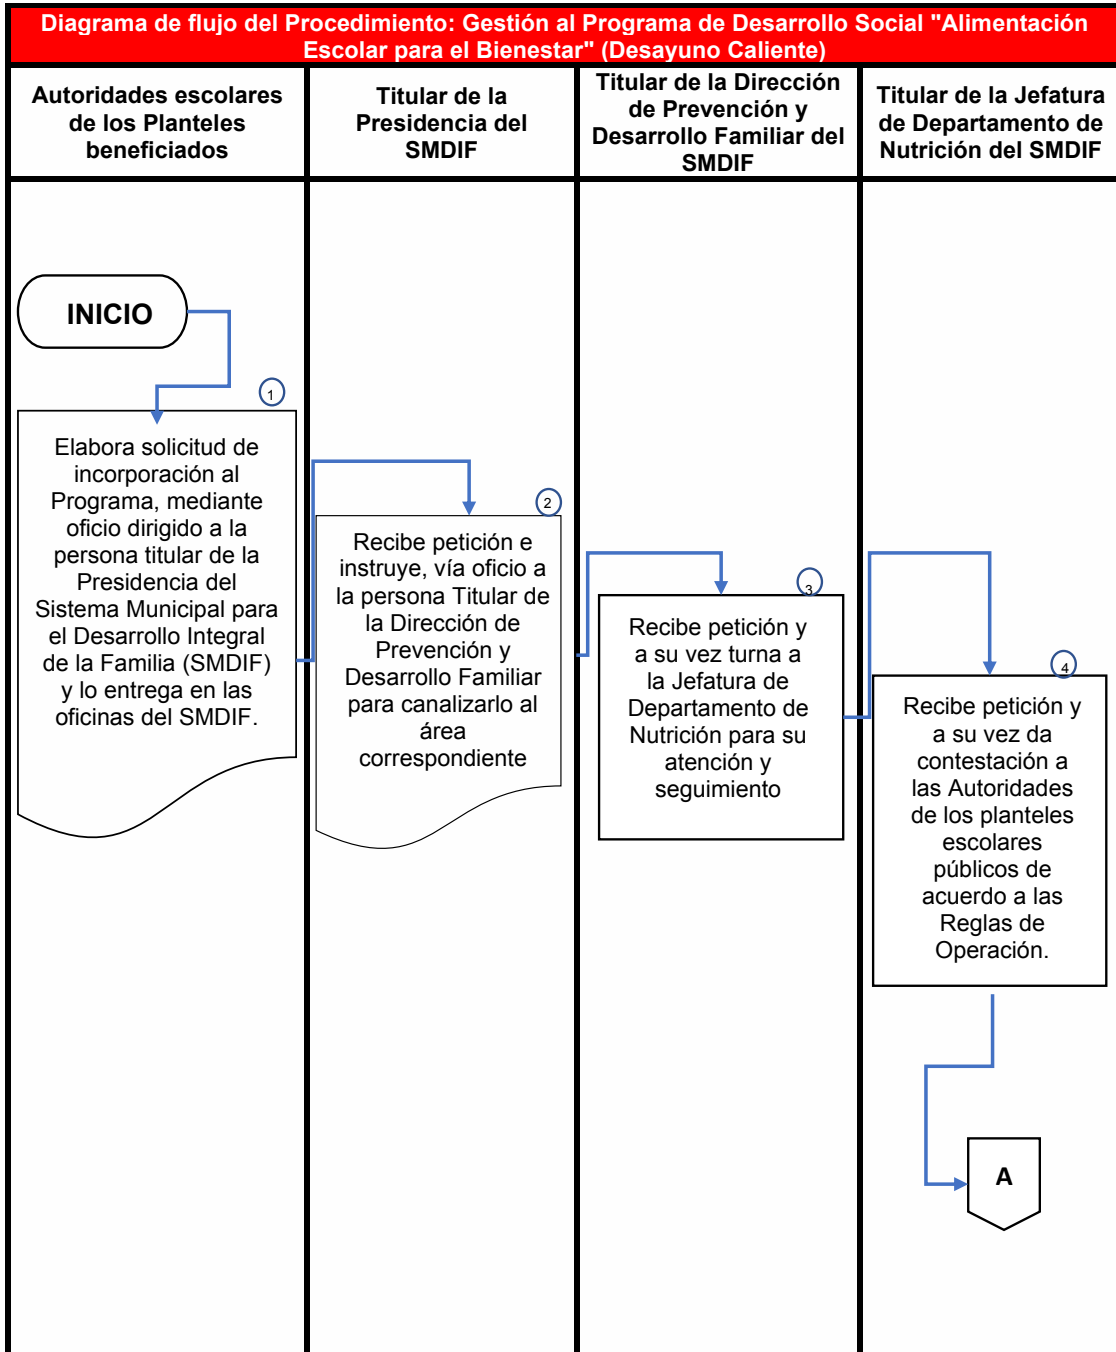 Diagrama de flujo del Procedimiento: Gestión al Programa de Desarrollo Social "Alimentación
Escolar para el Bienestar" (Desayuno Caliente)
Autoridades escolares
de los Planteles
beneficiados
Titular de la
Presidencia del
SMDIF
Titular de la Dirección
de Prevención y
Desarrollo Familiar del
SMDIF
Titular de la Jefatura
de Departamento de
Nutrición del SMDIF
INICIO
1
Elabora solicitud de
incorporación al
Programa, mediante
oficio dirigido a la
persona titular de la
Presidencia del
Sistema Municipal para
el Desarrollo Integral
de la Familia (SMDIF)
y lo entrega en las
oficinas del SMDIF.
2
Recibe petición e
instruye, vía oficio a
la persona Titular de
la Dirección de
Prevención y
Desarrollo Familiar
para canalizarlo al
área
correspondiente
3
Recibe petición y
a su vez turna a
la Jefatura de
Departamento de
Nutrición para su
atención y
seguimiento
4
Recibe petición y
a su vez da
contestación a
las Autoridades
de los planteles
escolares
públicos de
acuerdo a las
Reglas de
Operación.
A